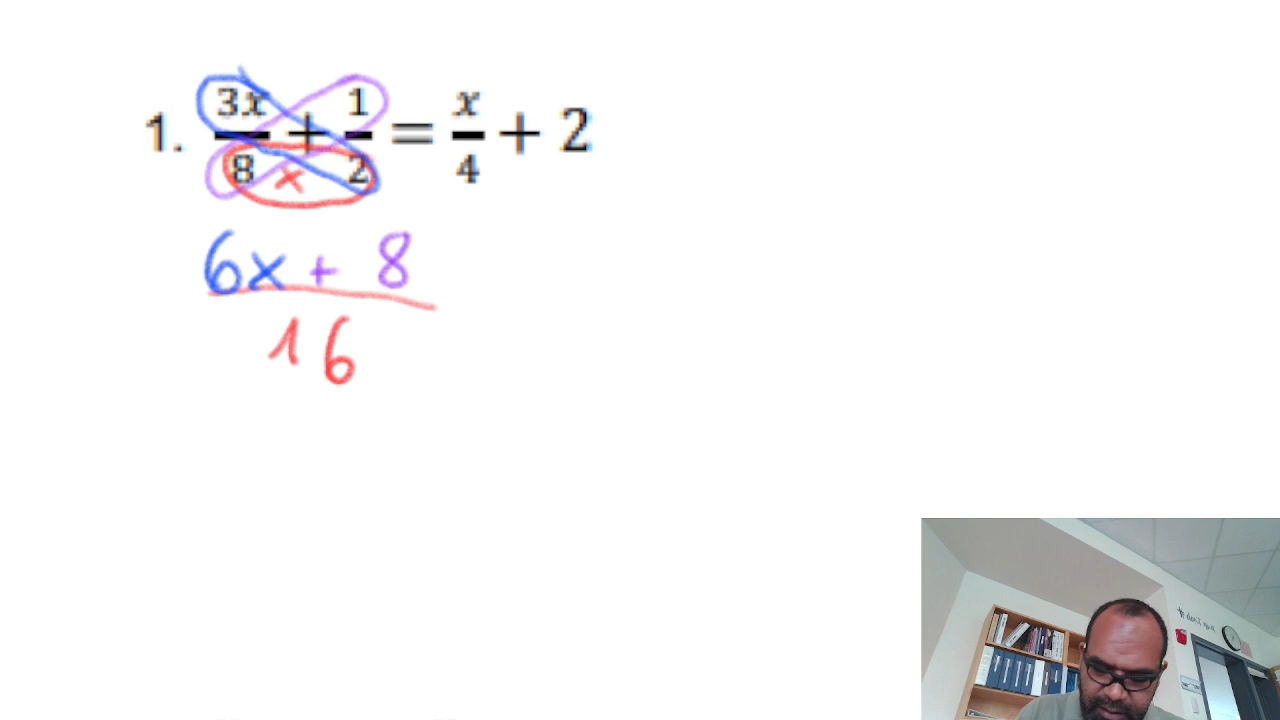 1. 3x/8 + 1/2 = x/4 + 2
×
6x + 8
16